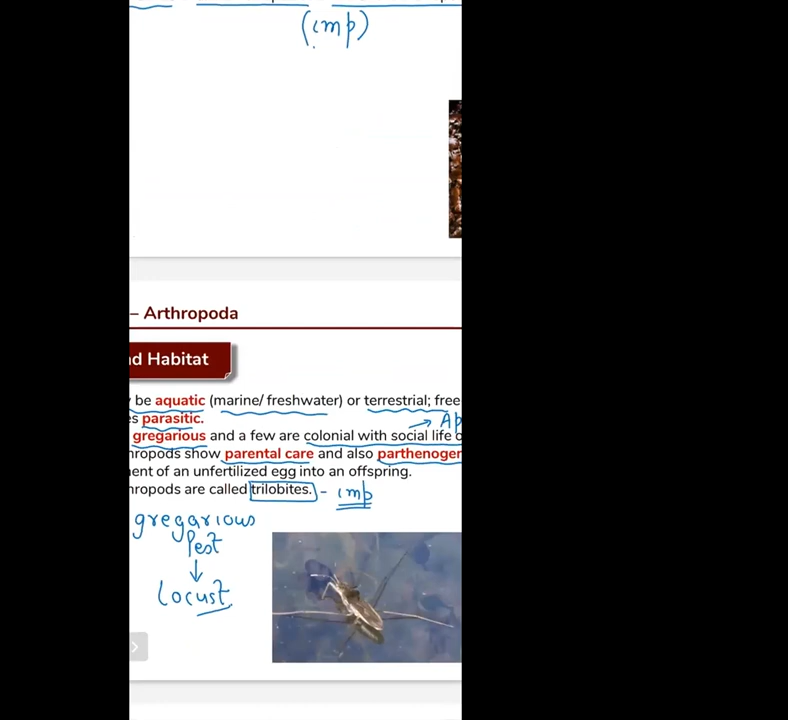 (imp)
– Arthropoda
nd Habitat
be aquatic (marine/ freshwater) or terrestrial; free
es parasitic.
→ Ap
gregarious and a few are colonial with social life
hropods show parental care and also parthenoger
ent of an unfertilized egg into an offspring.
hropods are called trilobites. - imp
gregarious
Pest
↓
Locust